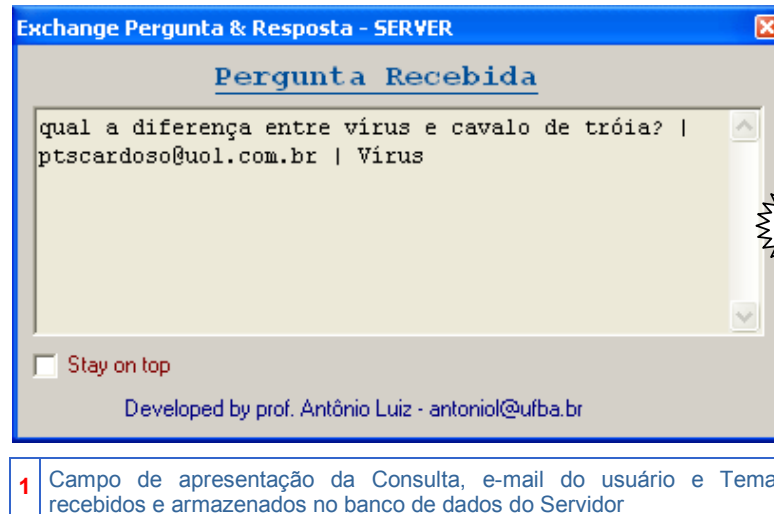 Exchange Pergunta & Resposta - SERVER
Pergunta Recebida
qual a diferença entre vírus e cavalo de tróia? |
ptscardoso@uol.com.br | Vírus
Stay on top
Developed by prof. Antônio Luiz - antoniol@ufba.br
1 Campo de apresentação da Consulta, e-mail do usuário e Tema
recebidos e armazenados no banco de dados do Servidor